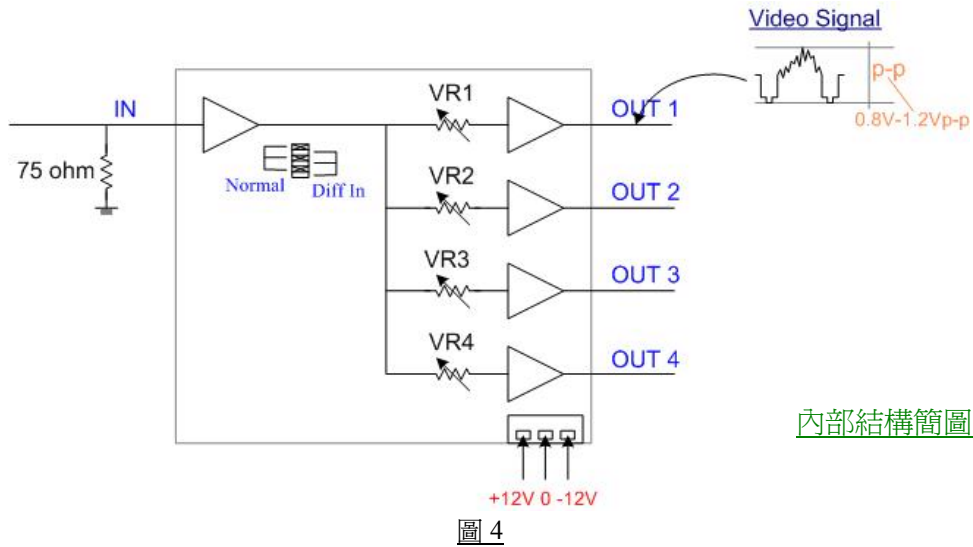 Video Signal
p-p
0.8V-1.2Vp-p
IN
75 ohm
Normal
Diff In
VR1
OUT 1
VR2
OUT 2
VR3
OUT 3
VR4
OUT 4
+12V 0 -12V
內部結構簡圖
圖 4